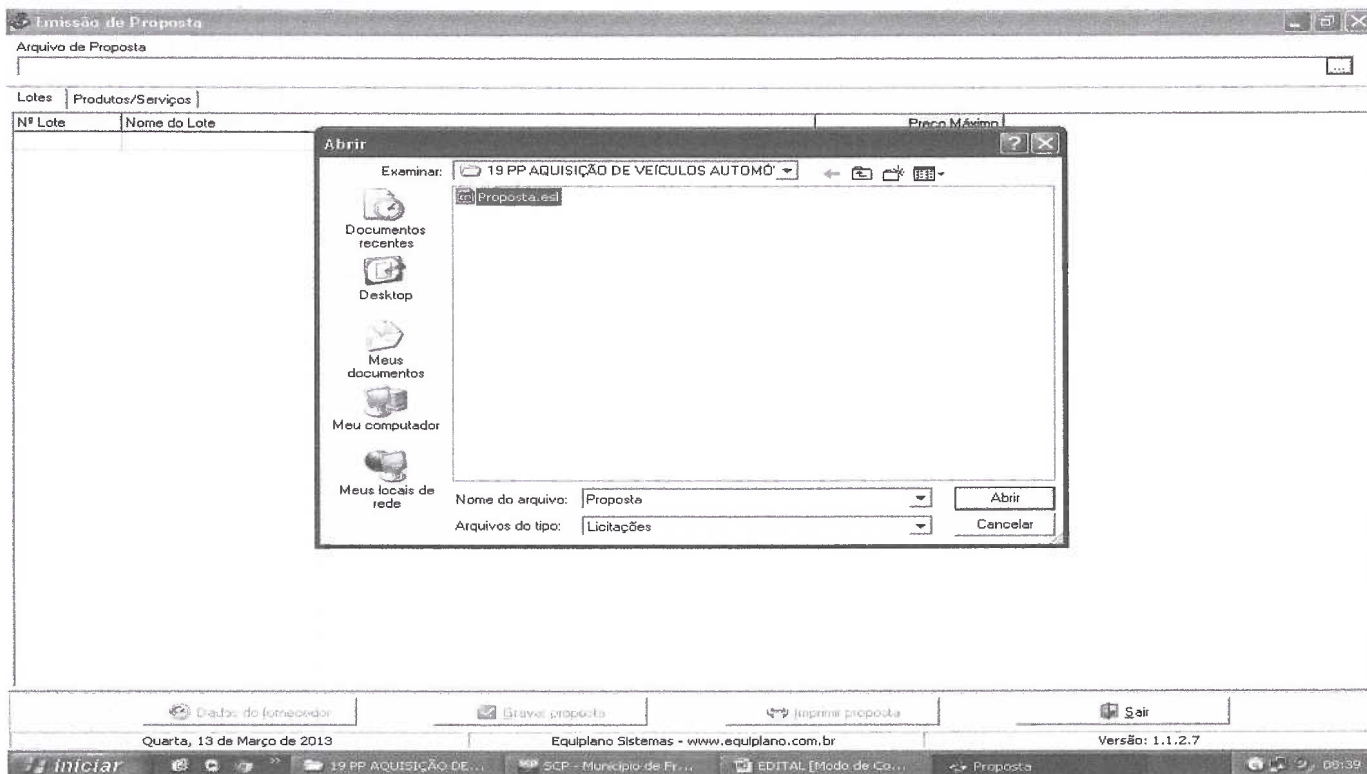 Emissão de Proposta
Arquivo de Proposta
...
Lotes Produtos/Serviços
Nº Lote Nome do Lote Preço Máximo
Abrir
Examinar: 19 PP AQUISIÇÃO DE VEÍCULOS AUTOMÓ'
Proposta.esl
Documentos
recentes
Desktop
Meus
documentos
Meu computador
Meus locais de
rede
Nome do arquivo: Proposta Abrir
Arquivos do tipo: Licitações Cancelar
Dados do fornecedor Gravar proposta Imprimir proposta Sair
Quarta, 13 de Março de 2013 Equiplano Sistemas - www.equiplano.com.br Versão: 1.1.2.7
iniciar » 19 PP AQUISIÇÃO DE... SCP - Município de Fr... EDITAL [Modo de Co... Proposta 08:39